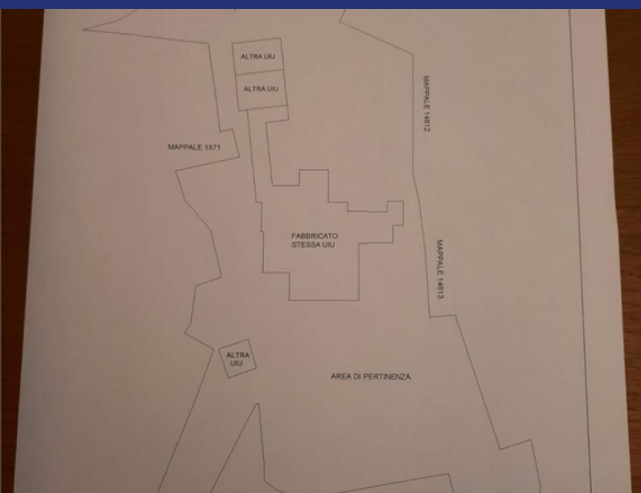 ALTRA UIU
ALTRA UIU
MAPPALE 14612
MAPPALE 1571
FABBRICATO
STESSA UIU
MAPPALE 14613
ALTRA
UIU
AREA DI PERTINENZA